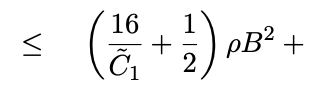 ≤ (16/C̃₁ + 1/2) ρB² +